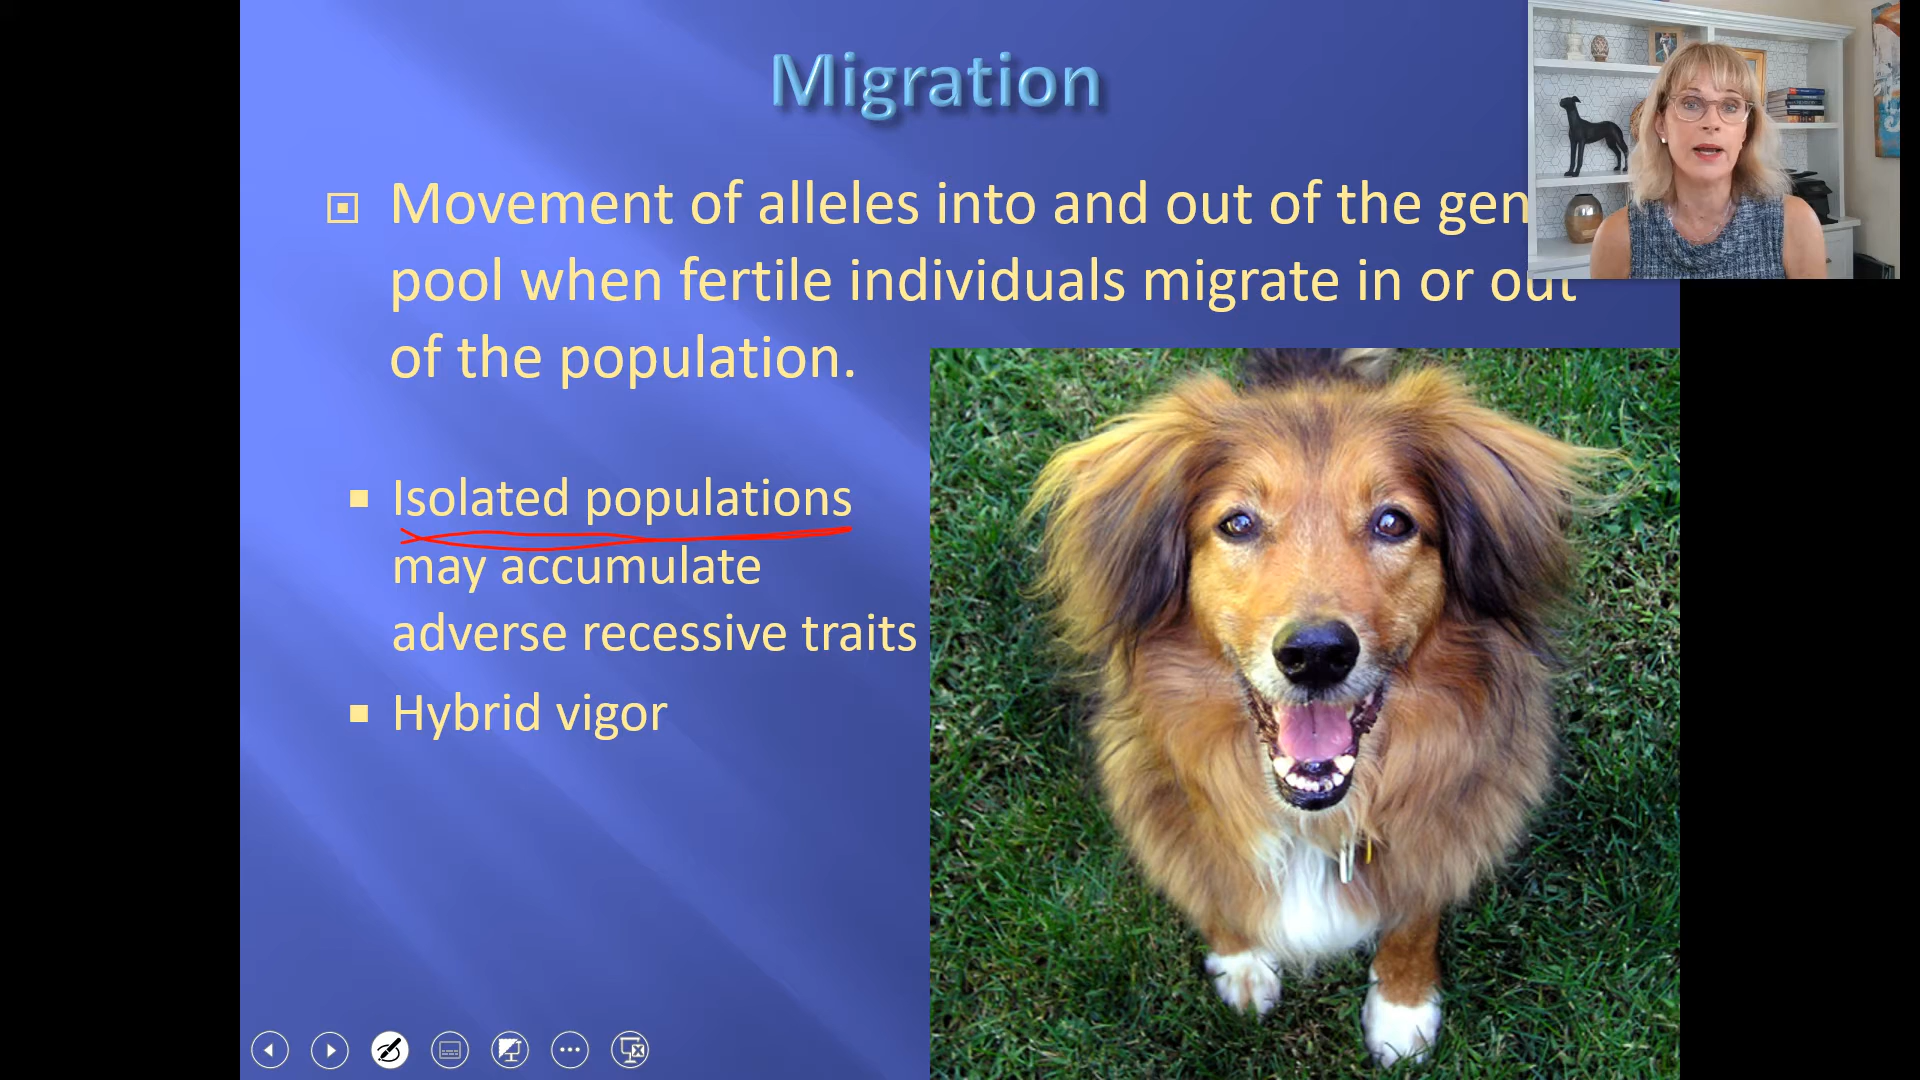 Migration
Movement of alleles into and out of the gen
pool when fertile individuals migrate in or out
of the population.
Isolated populations
may accumulate
adverse recessive traits
Hybrid vigor